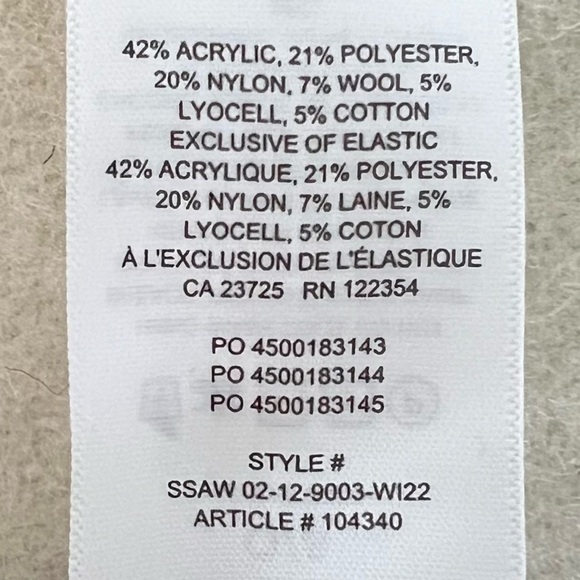 42% ACRYLIC, 21% POLYESTER,
20% NYLON, 7% WOOL, 5%
LYOCELL, 5% COTTON
EXCLUSIVE OF ELASTIC
42% ACRYLIQUE, 21% POLYESTER,
20% NYLON, 7% LAINE, 5%
LYOCELL, 5% COTON
À L'EXCLUSION DE L'ÉLASTIQUE
CA 23725 RN 122354
PO 4500183143
PO 4500183144
PO 4500183145
STYLE #
SSAW 02-12-9003-WI22
ARTICLE # 104340